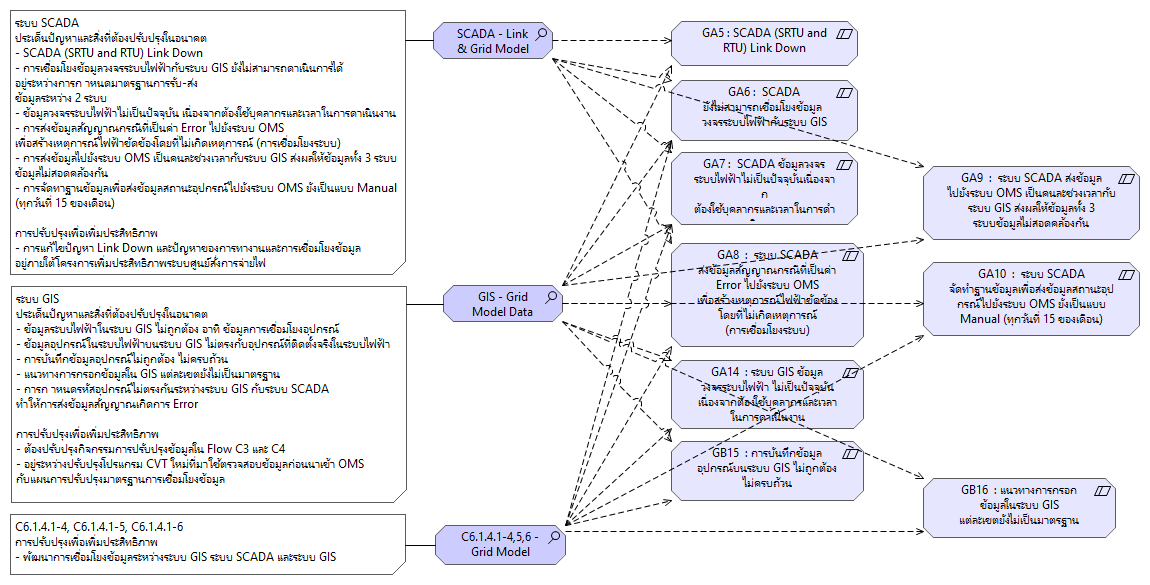 ระบบ SCADA
ประเด็นปัญหาและสิ่งที่ต้องปรับปรุงในอนาคต
- SCADA (SRTU and RTU) Link Down
- การเชื่อมโยงข้อมูลวงจรระบบไฟฟ้ากับระบบ GIS ยังไม่สามารถดาเนินการได้
อยู่ระหว่างการก าหนดมาตรฐานการรับ-ส่ง
ข้อมูลระหว่าง 2 ระบบ
- ข้อมูลวงจรระบบไฟฟ้าไม่เป็นปัจจุบัน เนื่องจากต้องใช้บุคลากรและเวลาในการดาเนินงาน
- การส่งข้อมูลสัญญาณกรณีที่เป็นค่า Error ไปยังระบบ OMS
เพื่อสร้างเหตุการณ์ไฟฟ้าขัดข้องโดยที่ไม่เกิดเหตุการณ์ (การเชื่อมโยงระบบ)
- การส่งข้อมูลไปยังระบบ OMS เป็นคนละช่วงเวลากับระบบ GIS ส่งผลให้ข้อมูลทั้ง 3 ระบบ
ข้อมูลไม่สอดคล้องกัน
- การจัดทาฐานข้อมูลเพื่อส่งข้อมูลสถานะอุปกรณ์ไปยังระบบ OMS ยังเป็นแบบ Manual
(ทุกวันที่ 15 ของเดือน)
การปรับปรุงเพื่อเพิ่มประสิทธิภาพ
- การแก้ไขปัญหา Link Down และปัญหาของการทางานและการเชื่อมโยงข้อมูล
อยู่ภายใต้โครงการเพิ่มประสิทธิภาพระบบศูนย์สั่งการจ่ายไฟ
ระบบ GIS
ประเด็นปัญหาและสิ่งที่ต้องปรับปรุงในอนาคต
- ข้อมูลระบบไฟฟ้าในระบบ GIS ไม่ถูกต้อง อาทิ ข้อมูลการเชื่อมโยงอุปกรณ์
- ข้อมูลอุปกรณ์ในระบบไฟฟ้าบนระบบ GIS ไม่ตรงกับอุปกรณ์ที่ติดตั้งจริงในระบบไฟฟ้า
- การบันทึกข้อมูลอุปกรณ์ไม่ถูกต้อง ไม่ครบถ้วน
- แนวทางการกรอกข้อมูลใน GIS แต่ละเขตยังไม่เป็นมาตรฐาน
- การก าหนดรหัสอุปกรณ์ไม่ตรงกันระหว่างระบบ GIS กับระบบ SCADA
ทาให้การส่งข้อมูลสัญญาณเกิดการ Error
การปรับปรุงเพื่อเพิ่มประสิทธิภาพ
- ต้องปรับปรุงกิจกรรมการปรับปรุงข้อมูลใน Flow C3 และ C4
- อยู่ระหว่างปรับปรุงโปรแกรม CVT ใหม่ที่มาใช้ตรวจสอบข้อมูลก่อนนาเข้า OMS
กับแผนการปรับปรุงมาตรฐานการเชื่อมโยงข้อมูล
C6.1.4.1-4, C6.1.4.1-5, C6.1.4.1-6
การปรับปรุงเพื่อเพิ่มประสิทธิภาพ
- พัฒนาการเชื่อมโยงข้อมูลระหว่างระบบ GIS ระบบ SCADA และระบบ GIS
SCADA - Link
& Grid Model
GIS - Grid
Model Data
C6.1.4.1-4,5,6 -
Grid Model
GA5 : SCADA (SRTU and
RTU) Link Down
GA6 : SCADA
ยังไม่สามารถเชื่อมโยงข้อมูล
วงจรระบบไฟฟ้ากับระบบ GIS
GA7 : SCADA ข้อมูลวงจร
ระบบไฟฟ้าไม่เป็นปัจจุบันเนื่องจา
ก
ต้องใช้บุคลากรและเวลาในการดำ
GA8 : ระบบ SCADA
ส่งข้อมูลสัญญาณกรณีที่เป็นค่า
Error ไปยังระบบ OMS
เพื่อสร้างเหตุการณ์ไฟฟ้าขัดข้อง
โดยที่ไม่เกิดเหตุการณ์
(การเชื่อมโยงระบบ)
GA14 : ระบบ GIS ข้อมูล
วงจรระบบไฟฟ้า ไม่เป็นปัจจุบัน
เนื่องจากต้องใช้บุคลากรและเวลา
ในการดาเนินงาน
GB15 : การบันทึกข้อมูล
อุปกรณ์บนระบบ GIS ไม่ถูกต้อง
ไม่ครบถ้วน
GA9 : ระบบ SCADA ส่งข้อมูล
ไปยังระบบ OMS เป็นคนละช่วงเวลากับ
ระบบ GIS ส่งผลให้ข้อมูลทั้ง 3
ระบบข้อมูลไม่สอดคล้องกัน
GA10 : ระบบ SCADA
จัดทำฐานข้อมูลเพื่อส่งข้อมูลสถานะอุป
กรณ์ไปยังระบบ OMS ยังเป็นแบบ
Manual (ทุกวันที่ 15 ของเดือน)
GB16 : แนวทางการกรอก
ข้อมูลในระบบ GIS
แต่ละเขตยังไม่เป็นมาตรฐาน